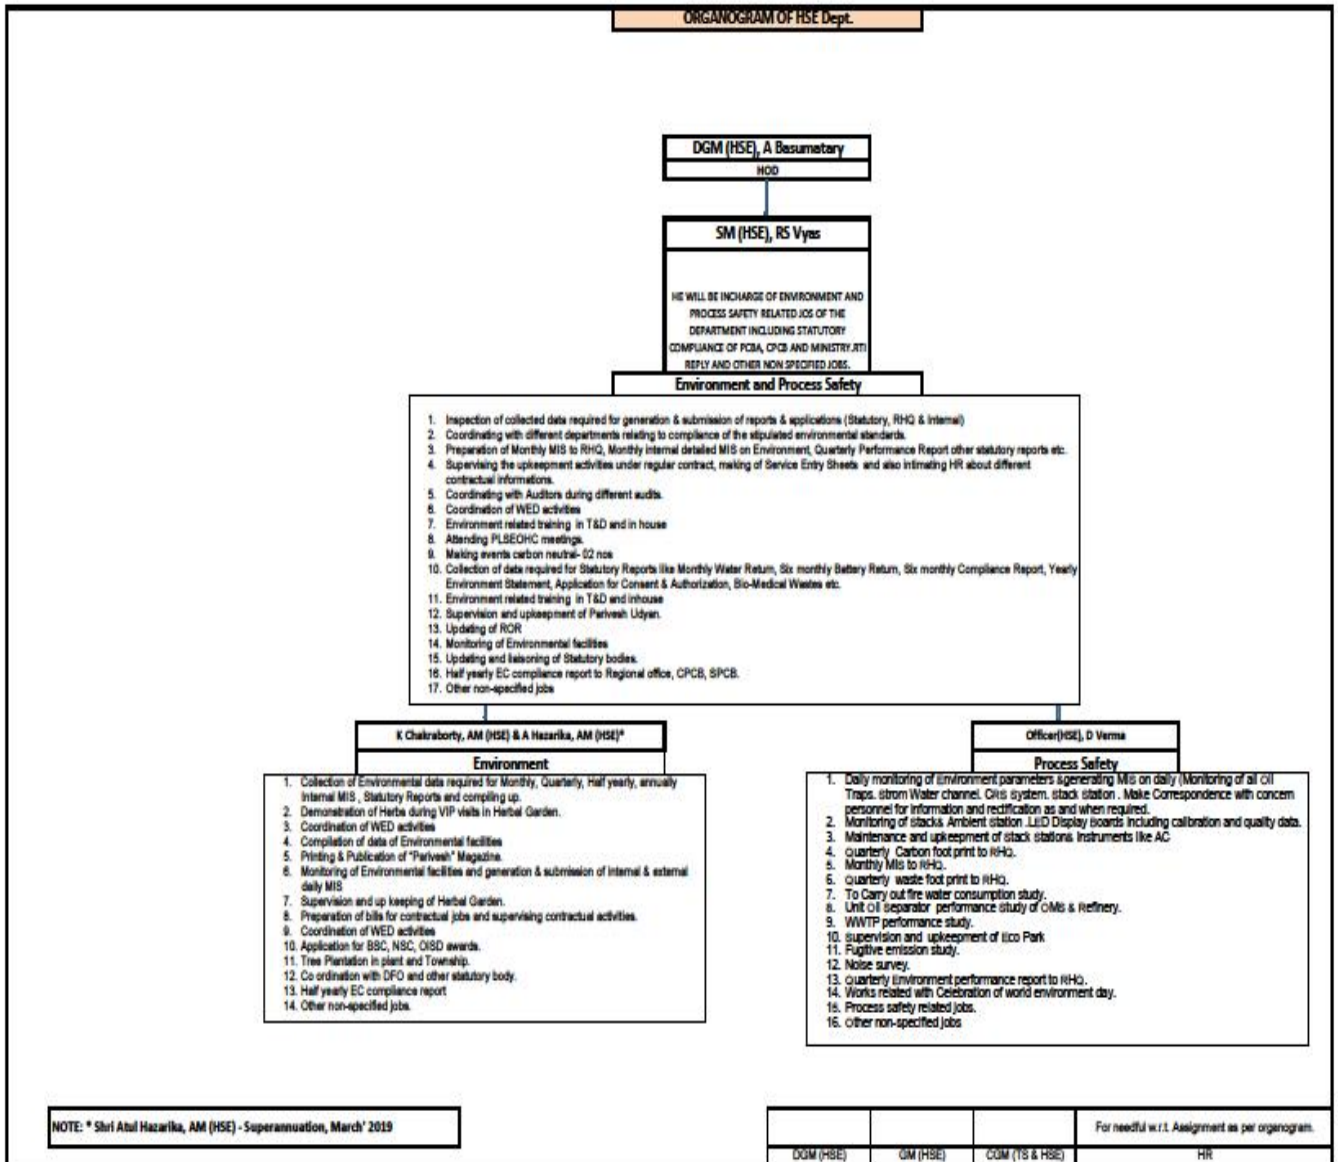 ORGANOGRAM OF HSE Dept.
DGM (HSE), A Basumatary
HOD
SM (HSE), RS Vyas
HE WILL BE INCHARGE OF ENVIRONMENT AND
PROCESS SAFETY RELATED JOS OF THE
DEPARTMENT INCLUDING STATUTORY
COMPLIANCE OF PCBA, CPCB AND MINISTRY.RTI
REPLY AND OTHER NON SPECIFIED JOBS.
Environment and Process Safety
1. Inspection of collected data required for generation & submission of reports & applications (Statutory, RHQ & Internal)
2. Coordinating with different departments relating to compliance of the stipulated environmental standards.
3. Preparation of Monthly MIS to RHQ, Monthly internal detailed MIS on Environment, Quarterly Performance Report other statutory reports etc.
4. Supervising the upkeepment activities under regular contract, making of Service Entry Sheets and also intimating HR about different
contractual informations.
5. Coordinating with Auditors during different audits.
6. Coordination of WED activities
7. Environment related training in T&D and in house
8. Attending PLSEOHC meetings.
9. Making events carbon neutral- 02 nos
10. Collection of data required for Statutory Reports like Monthly Water Return, Six monthly Battery Return, Six monthly Compliance Report, Yearly
Environment Statement, Application for Consent & Authorization, Bio-Medical Wastes etc.
11. Environment related training in T&D and inhouse
12. Supervision and upkeepment of Parivesh Udyan.
13. Updating of ROR
14. Monitoring of Environmental facilities
15. Updating and liaisoning of Statutory bodies.
16. Half yearly EC compliance report to Regional office, CPCB, SPCB.
17. Other non-specified jobs
K Chakraborty, AM (HSE) & A Hazarika, AM (HSE)*
Environment
1. Collection of Environmental data required for Monthly, Quarterly, Half yearly, annually
Internal MIS , Statutory Reports and compiling up.
2. Demonstration of Herbs during VIP visits in Herbal Garden.
3. Coordination of WED activities
4. Compilation of data of Environmental facilities
5. Printing & Publication of "Parivesh" Magazine.
6. Monitoring of Environmental facilities and generation & submission of internal & external
daily MIS
7. Supervision and up keeping of Herbal Garden.
8. Preparation of bills for contractual jobs and supervising contractual activities.
9. Coordination of WED activities
10. Application for BSC, NSC, OISD awards.
11. Tree Plantation in plant and Township.
12. Co ordination with DFO and other statutory body.
13. Half yearly EC compliance report
14. Other non-specified jobs.
Officer(HSE), D Verma
Process Safety
1. Daily monitoring of Environment parameters &generating MIS on daily (Monitoring of all Oil
Traps. Strom Water channel. CRS System. Stack Station . Make Correspondence with concern
personnel for information and rectification as and when required.
2. Monitoring of Stacks Ambient Station .LED Display Boards including calibration and quality data.
3. Maintenance and upkeepment of Stack Stations Instruments like AC
4. Quarterly Carbon foot print to RHQ.
5. Monthly MIS to RHQ.
6. Quarterly waste foot print to RHQ.
7. To Carry out fire water consumption study.
8. Unit Oil Separator performance study of OMS & Refinery.
9. WWTP performance study.
10. Supervision and upkeepment of Eco Park
11. Fugitive emission study.
12. Noise survey.
13. Quarterly Environment performance report to RHQ.
14. Works related with Celebration of world environment day.
15. Process safety related jobs.
16. Other non-specified jobs
NOTE: * Shri Atul Hazarika, AM (HSE) - Superannuation, March' 2019
For needful w.r.t. Assignment as per organogram.
DGM (HSE) GM (HSE) CGM (TS & HSE) HR